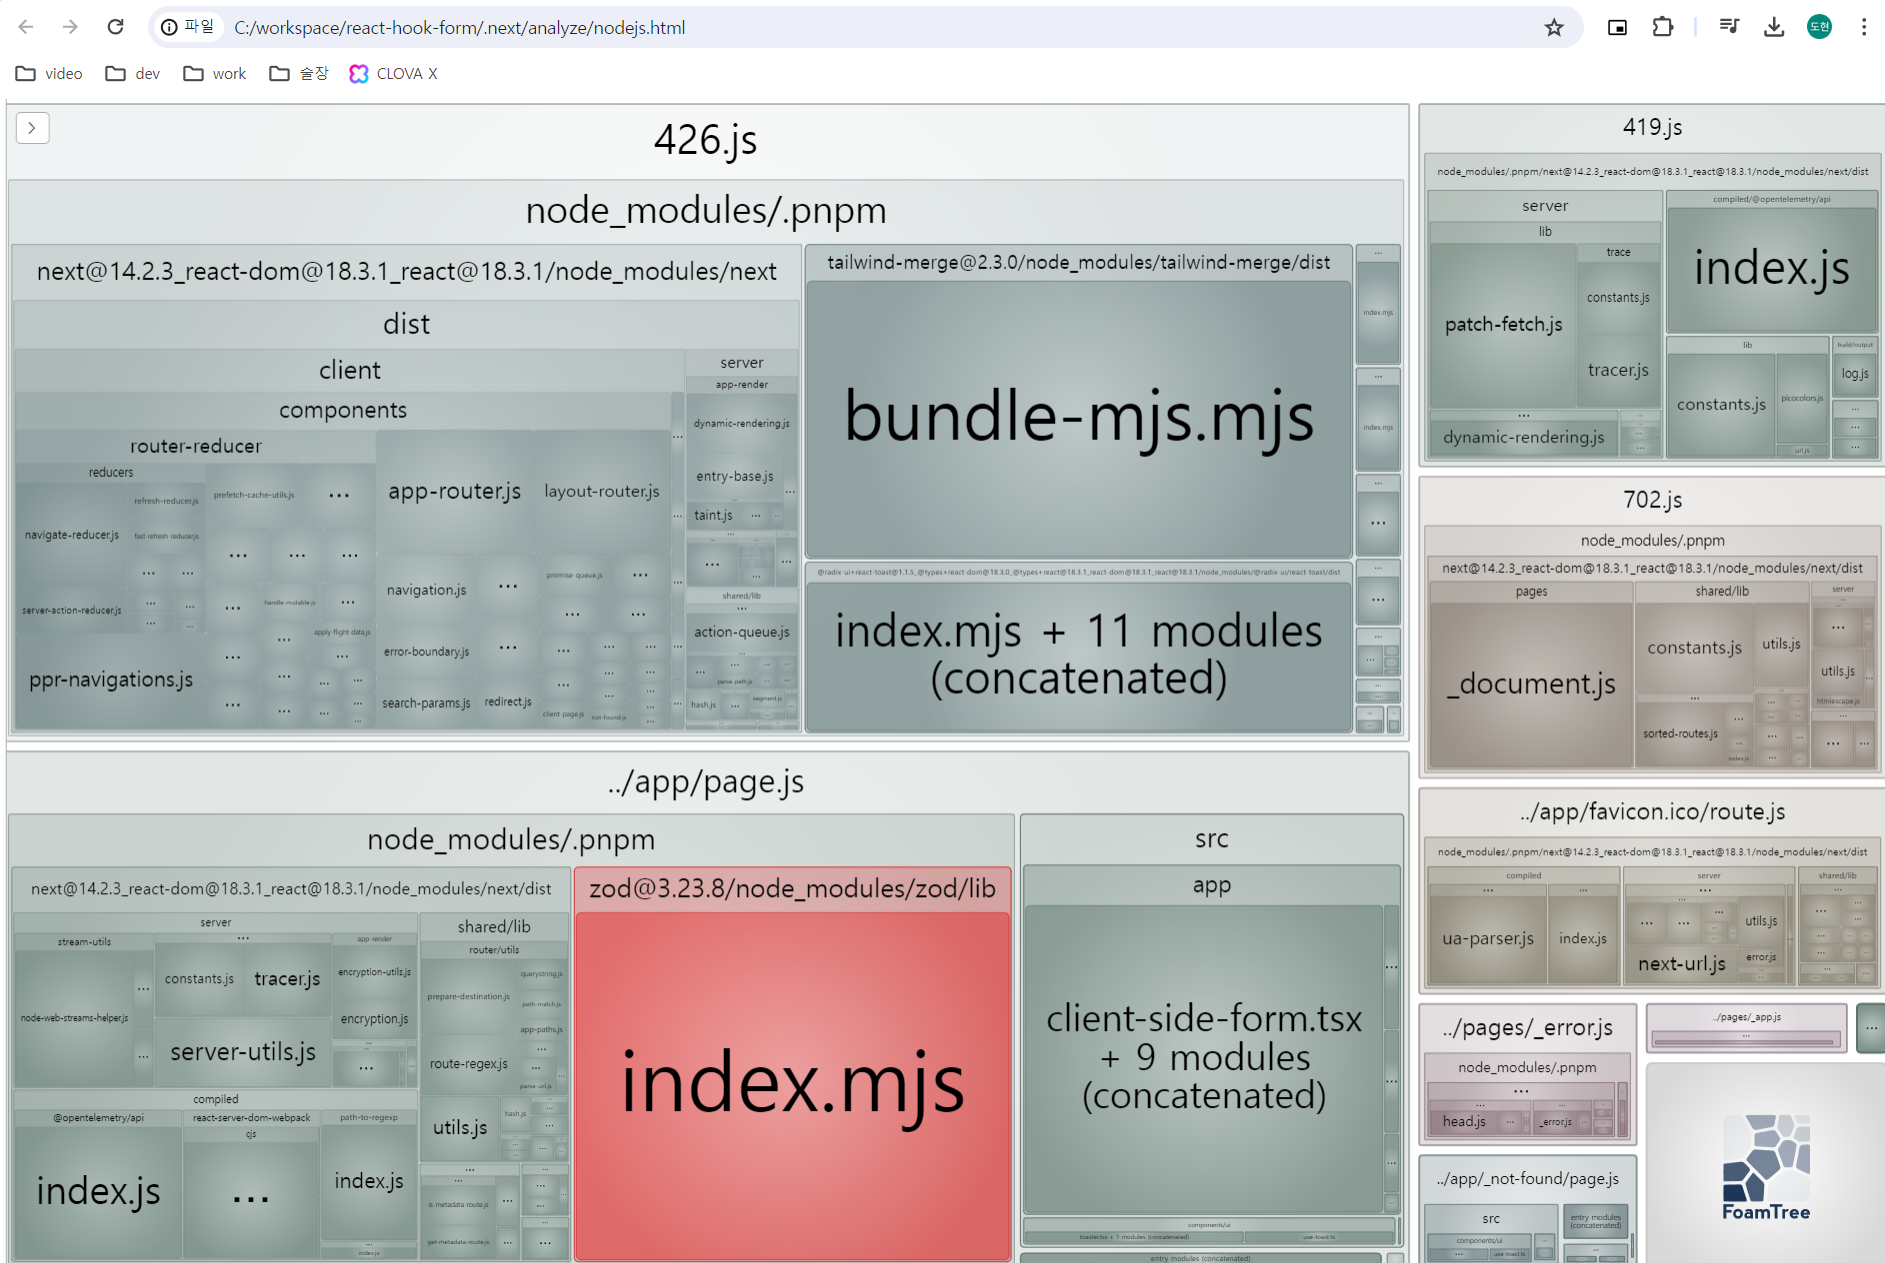 파일
C:/workspace/react-hook-form/.next/analyze/nodejs.html
도현
video
dev
work
술장
CLOVA X
426.js
node_modules/.pnpm
next@14.2.3_react-dom@18.3.1_react@18.3.1/node_modules/next
dist
client
components
router-reducer
reducers
refresh-reducer.js
navigate-reducer.js
fast-refresh-reducer.js
...
...
server-action-reducer.js
...
...
...
ppr-navigations.js
prefetch-cache-utils.js
...
...
...
...
...
handle-mutable.js
...
...
apply-flight-data.js
...
...
...
...
...
...
...
...
...
app-router.js
layout-router.js
navigation.js
...
promise-queue.js
...
...
...
error-boundary.js
...
...
...
...
search-params.js
redirect.js
...
...
...
client-page.js
not-found.js
...
...
...
...
...
server
app-render
dynamic-rendering.js
entry-base.js
...
taint.js
...
...
...
...
...
...
shared/lib
...
action-queue.js
...
...
...
...
...
parse-path.js
...
...
hash.js
...
segment.js
tailwind-merge@2.3.0/node_modules/tailwind-merge/dist
bundle-mjs.mjs
@radix-ui+react-toast@1.1.5_@types+react-dom@18.3.0_@types+react@18.3.1_react-dom@18.3.1_react@18.3.1/node_modules/@radix-ui/react-toast/dist
index.mjs + 11 modules
(concatenated)
...
index.mjs
...
index.mjs
...
...
...
...
...
...
...
419.js
node_modules/.pnpm/next@14.2.3_react-dom@18.3.1_react@18.3.1/node_modules/next/dist
server
lib
patch-fetch.js
trace
constants.js
tracer.js
...
dynamic-rendering.js
...
...
...
compiled/@opentelemetry/api
index.js
lib
constants.js
picocolors.js
url.js
build/output
log.js
...
...
...
702.js
node_modules/.pnpm
next@14.2.3_react-dom@18.3.1_react@18.3.1/node_modules/next/dist
pages
_document.js
shared/lib
constants.js
utils.js
...
sorted-routes.js
...
...
index.js
...
...
...
...
...
...
server
...
...
utils.js
...
htmlescape.js
...
...
...
../app/page.js
node_modules/.pnpm
next@14.2.3_react-dom@18.3.1_react@18.3.1/node_modules/next/dist
server
stream-utils
node-web-streams-helper.js
...
...
...
constants.js
tracer.js
server-utils.js
app-render
encryption-utils.js
encryption.js
...
...
compiled
@opentelemetry/api
index.js
react-server-dom-webpack
cjs
...
path-to-regexp
index.js
...
index.js
shared/lib
router/utils
querystring.js
prepare-destination.js
path-match.js
app-paths.js
route-regex.js
...
...
parse-url.js
utils.js
hash.js
...
...
...
...
...
is-metadata-route.js
...
get-metadata-route.js
...
...
...
...
...
...
zod@3.23.8/node_modules/zod/lib
index.mjs
src
app
client-side-form.tsx
+ 9 modules
(concatenated)
...
...
...
...
components/ui
toaster.tsx + 1 modules (concatenated)
use-toast.ts
entry modules (concatenated)
../app/favicon.ico/route.js
node_modules/.pnpm/next@14.2.3_react-dom@18.3.1_react@18.3.1/node_modules/next/dist
compiled
...
ua-parser.js
...
index.js
server
...
...
...
...
...
utils.js
next-url.js
error.js
...
shared/lib
...
...
...
...
...
...
...
...
...
../pages/_error.js
node_modules/.pnpm
...
...
head.js
...
...
_error.js
...
../pages/_app.js
...
...
../app/_not-found/page.js
src
components/ui
...
use-toast.ts
...
entry modules
(concatenated)
...
FoamTree